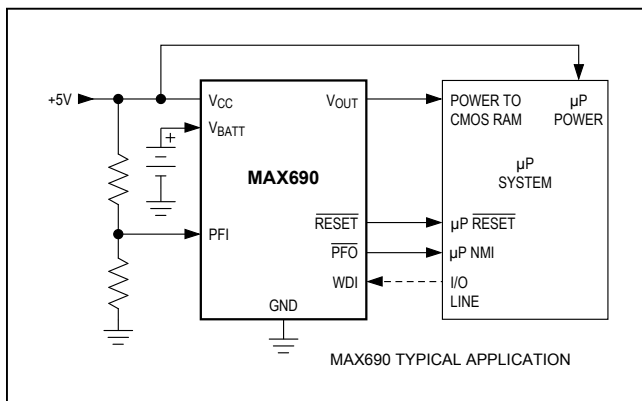 +5V
VCC
VBATT
+
PFI
MAX690
VOUT
RESET
PFO
WDI
GND
POWER TO
CMOS RAM
µP
POWER
µP
SYSTEM
µP RESET
µP NMI
I/O
LINE
MAX690 TYPICAL APPLICATION